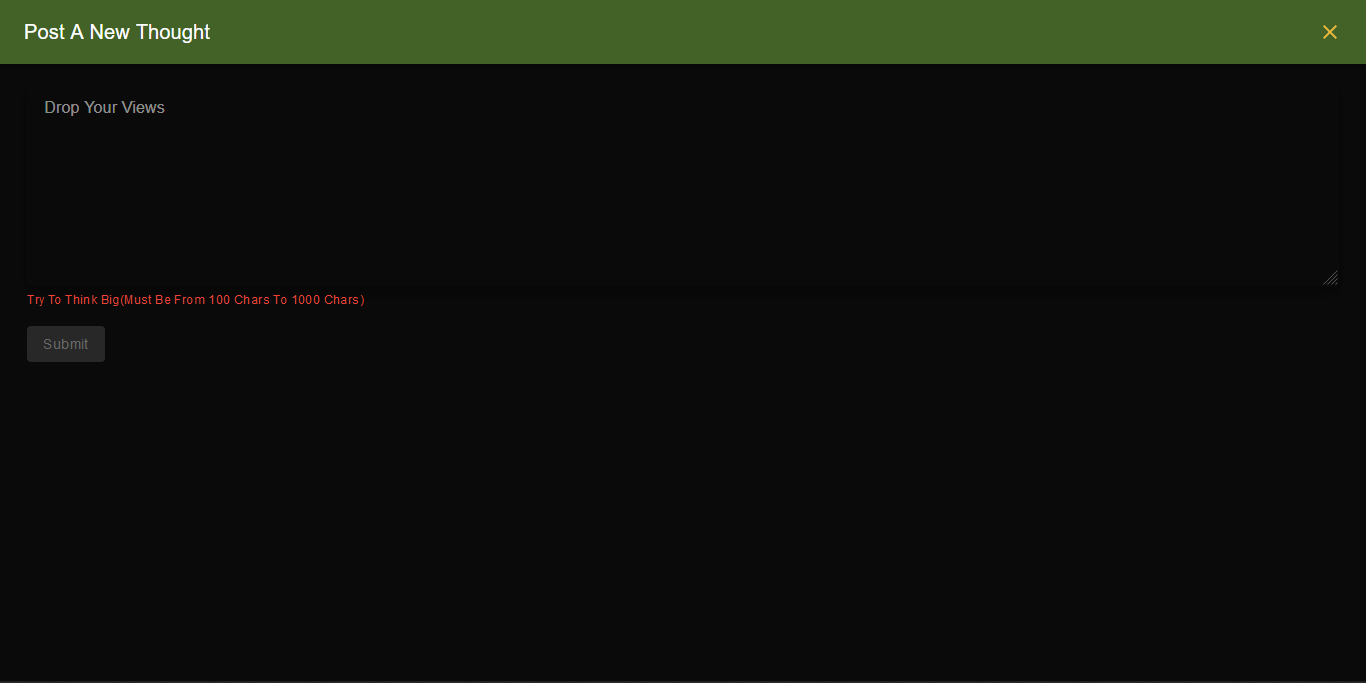 Post A New Thought
Drop Your Views
Try To Think Big(Must Be From 100 Chars To 1000 Chars)
Submit